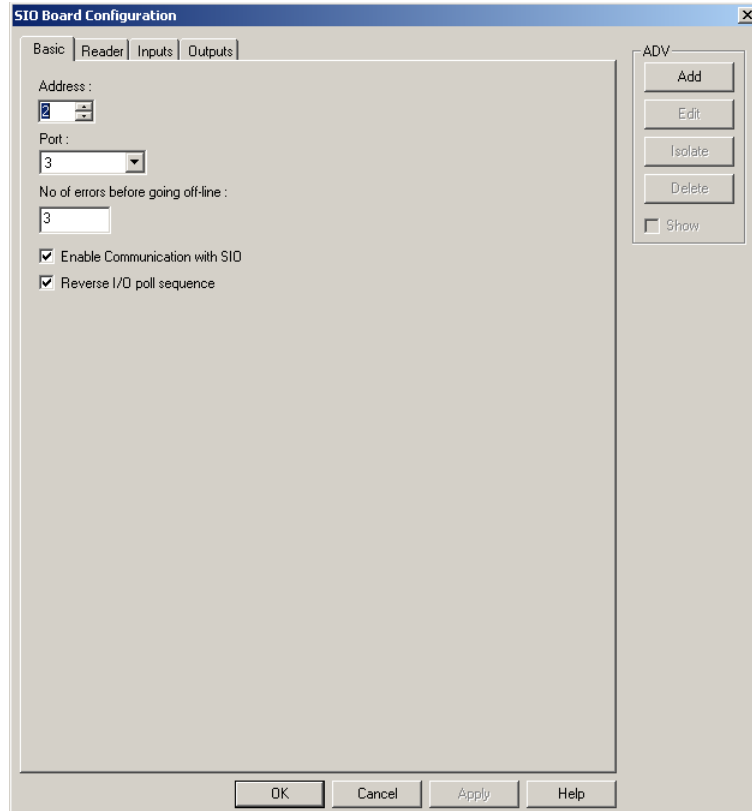 SIO Board Configuration
Basic Reader Inputs Outputs
Address :
2
Port :
3
No of errors before going off-line :
3
Enable Communication with SIO
Reverse I/O poll sequence
ADV
Add
Edit
Isolate
Delete
Show
OK Cancel Apply Help